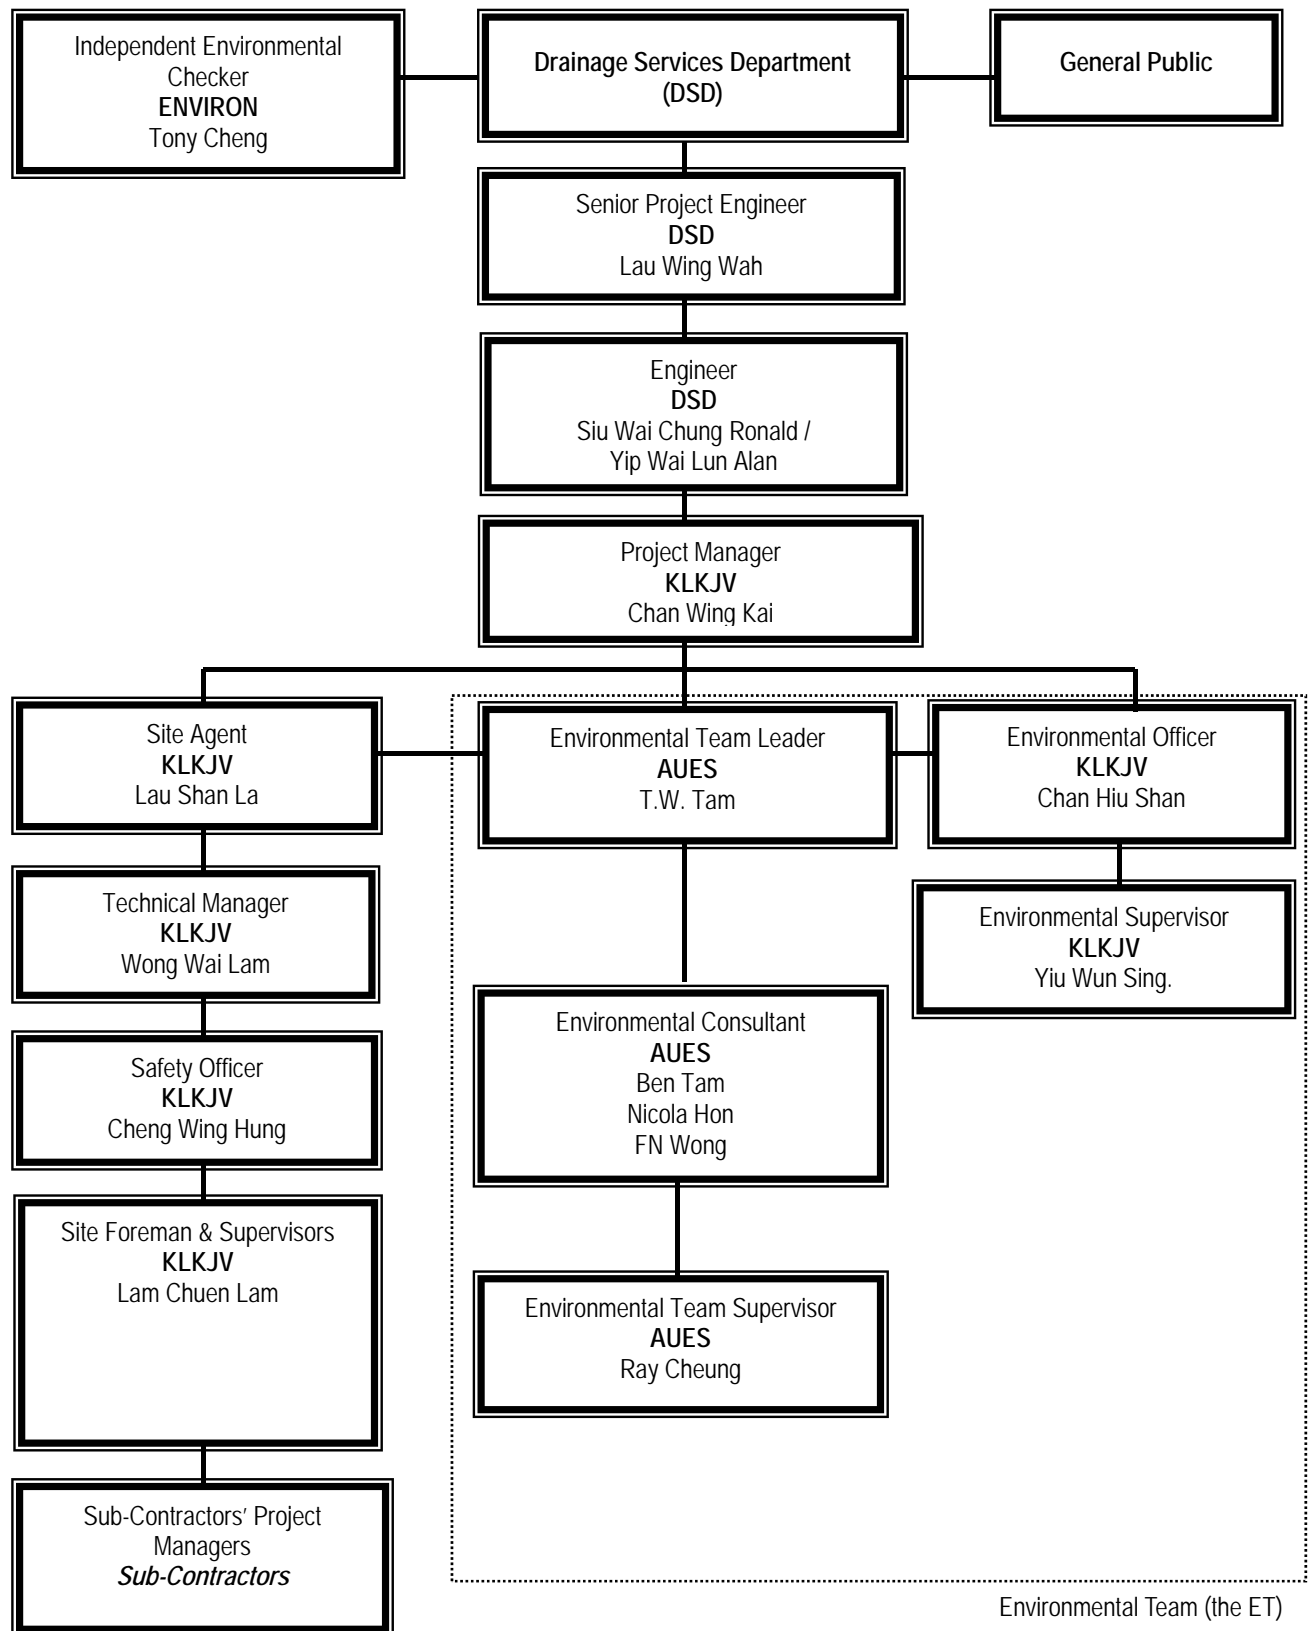 Independent Environmental
Checker
ENVIRON
Tony Cheng
Drainage Services Department
(DSD)
General Public
Senior Project Engineer
DSD
Lau Wing Wah
Engineer
DSD
Siu Wai Chung Ronald /
Yip Wai Lun Alan
Project Manager
KLKJV
Chan Wing Kai
Site Agent
KLKJV
Lau Shan La
Environmental Team Leader
AUES
T.W. Tam
Environmental Officer
KLKJV
Chan Hiu Shan
Technical Manager
KLKJV
Wong Wai Lam
Environmental Supervisor
KLKJV
Yiu Wun Sing.
Environmental Consultant
AUES
Ben Tam
Nicola Hon
FN Wong
Safety Officer
KLKJV
Cheng Wing Hung
Site Foreman & Supervisors
KLKJV
Lam Chuen Lam
Environmental Team Supervisor
AUES
Ray Cheung
Sub-Contractors’ Project
Managers
Sub-Contractors
Environmental Team (the ET)